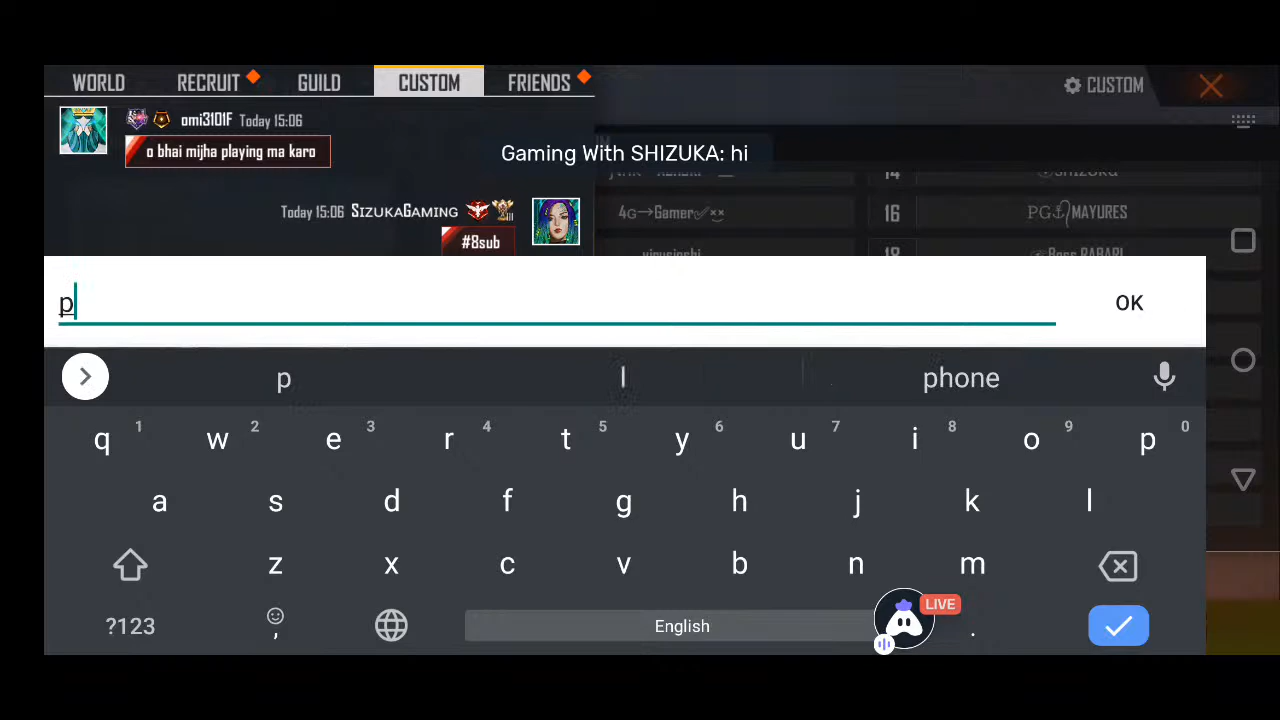 WORLD
RECRUIT
GUILD
CUSTOM
FRIENDS
CUSTOM
omi3101F Today 15:06
o bhai mijha playing ma karo
Gaming With SHIZUKA: hi
Today 15:06 SɪᴢᴜᴋᴀGᴀᴍɪɴɢ
#8sub
14
4G→Gamer✓××
16
PG MAYURES
18
p
OK
p
l
phone
q 1 w 2 e 3 r 4 t 5 y 6 u 7 i 8 o 9 p 0
a s d f g h j k l
z x c v b n m
?123 , English .
LIVE